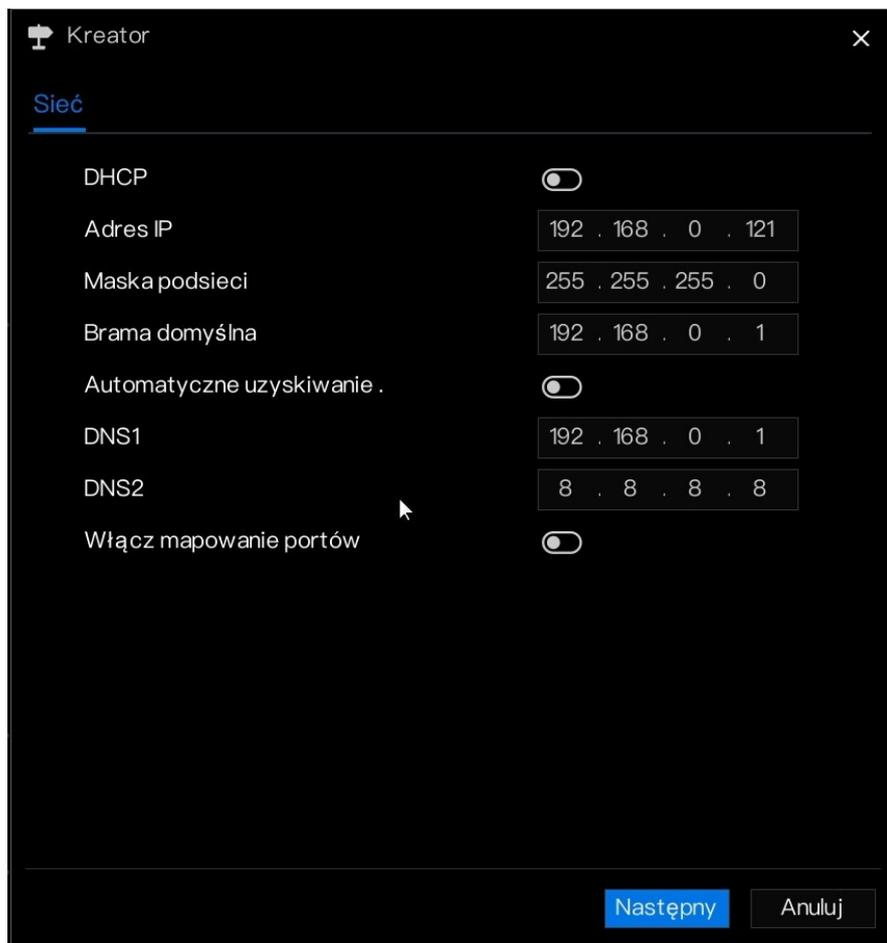 Kreator
Sieć
DHCP
Adres IP 192 . 168 . 0 . 121
Maska podsieci 255 . 255 . 255 . 0
Brama domyślna 192 . 168 . 0 . 1
Automatyczne uzyskiwanie .
DNS1 192 . 168 . 0 . 1
DNS2 8 . 8 . 8 . 8
Włącz mapowanie portów
Następny Anuluj